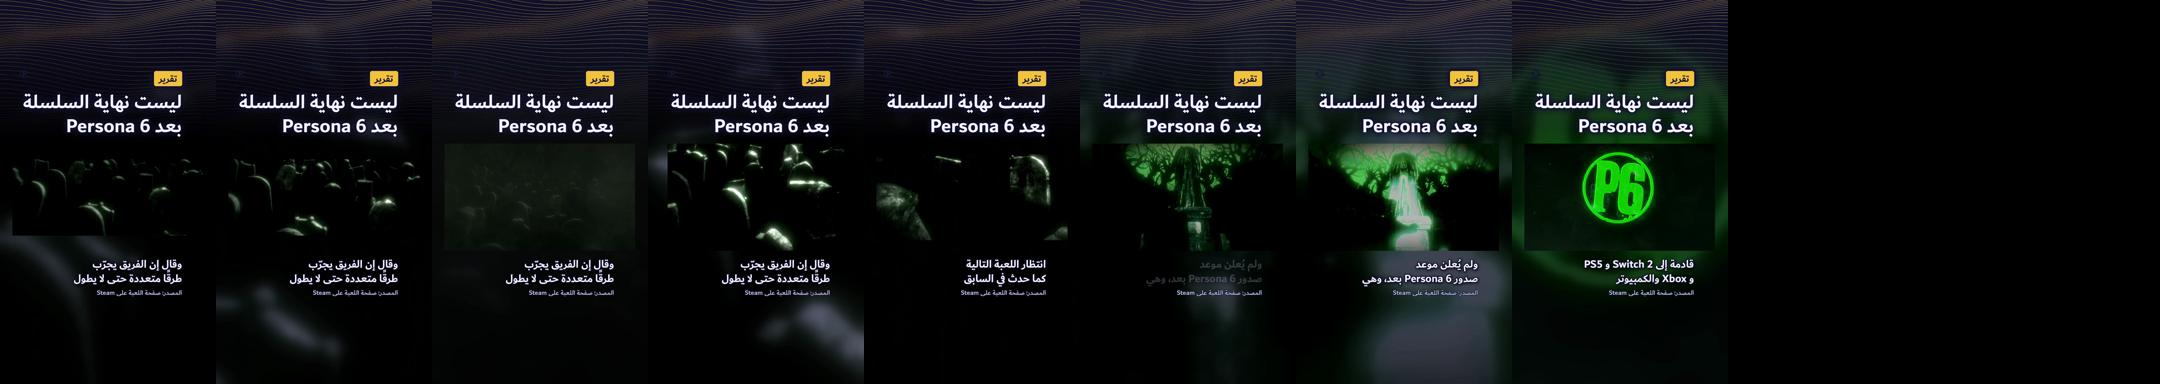 تقرير
ليست نهاية السلسلة
بعد Persona 6
وقال إن الفريق يجرّب
طرقًا متعددة حتى لا يطول
المصدر: صفحة اللعبة على Steam
تقرير
ليست نهاية السلسلة
بعد Persona 6
وقال إن الفريق يجرّب
طرقًا متعددة حتى لا يطول
المصدر: صفحة اللعبة على Steam
تقرير
ليست نهاية السلسلة
بعد Persona 6
وقال إن الفريق يجرّب
طرقًا متعددة حتى لا يطول
المصدر: صفحة اللعبة على Steam
تقرير
ليست نهاية السلسلة
بعد Persona 6
وقال إن الفريق يجرّب
طرقًا متعددة حتى لا يطول
المصدر: صفحة اللعبة على Steam
تقرير
ليست نهاية السلسلة
بعد Persona 6
انتظار اللعبة التالية
كما حدث في السابق
المصدر: صفحة اللعبة على Steam
تقرير
ليست نهاية السلسلة
بعد Persona 6
ولم يُعلن موعد
صدور Persona 6 بعد، وهي
المصدر: صفحة اللعبة على Steam
تقرير
ليست نهاية السلسلة
بعد Persona 6
ولم يُعلن موعد
صدور Persona 6 بعد، وهي
المصدر: صفحة اللعبة على Steam
تقرير
ليست نهاية السلسلة
بعد Persona 6
P6
قادمة إلى Switch 2 و PS5
و Xbox والكمبيوتر
المصدر: صفحة اللعبة على Steam